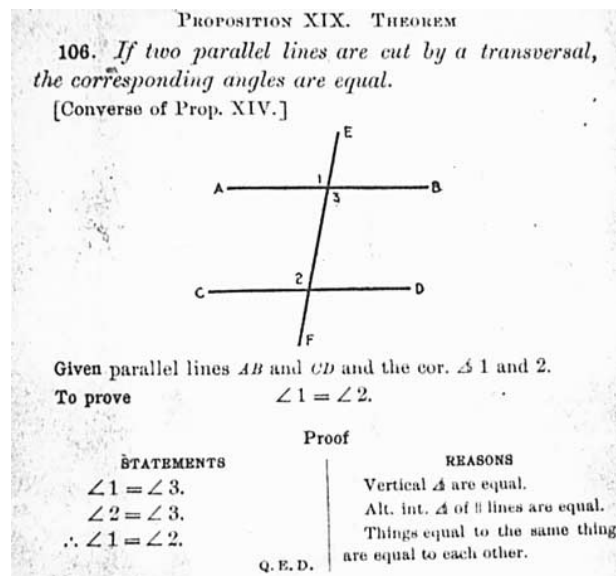 PROPOSITION XIX. THEOREM
106. If two parallel lines are cut by a transversal,
the corresponding angles are equal.
[Converse of Prop. XIV.]
E
A 1 B
3
2
C D
F
Given parallel lines AB and CD and the cor. ∠s 1 and 2.
To prove ∠1 = ∠2.
Proof
STATEMENTS
∠1 = ∠3.
∠2 = ∠3.
∴ ∠1 = ∠2.
Q. E. D.
REASONS
Vertical ∠s are equal.
Alt. int. ∠s of || lines are equal.
Things equal to the same thing
are equal to each other.